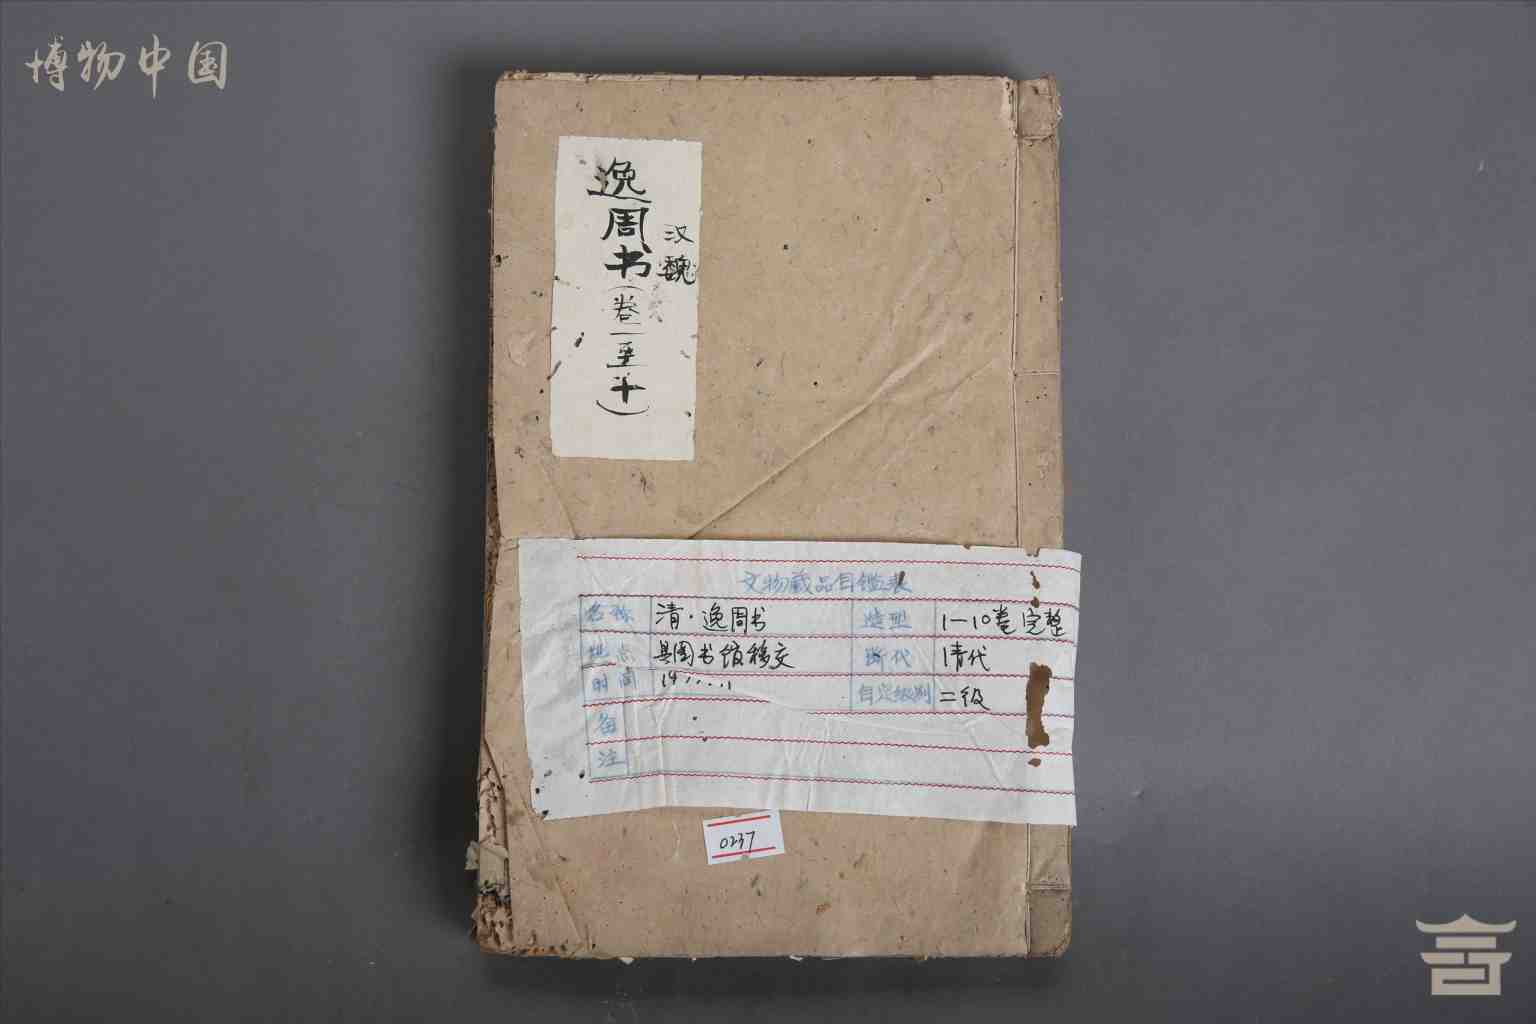 博物中国
逸周书（卷一至十）
汉魏
文物藏品自鑑表
名称 清·逸周书 造型 1—10卷完整
地点 县图书馆移交 断代 清代
时间 自定级别 二级
备注
0237